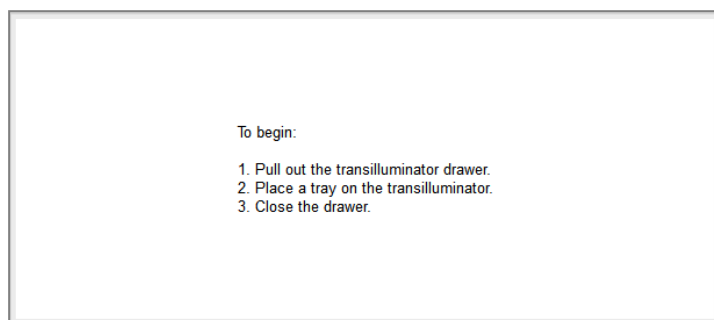 To begin:
1. Pull out the transilluminator drawer.
2. Place a tray on the transilluminator.
3. Close the drawer.